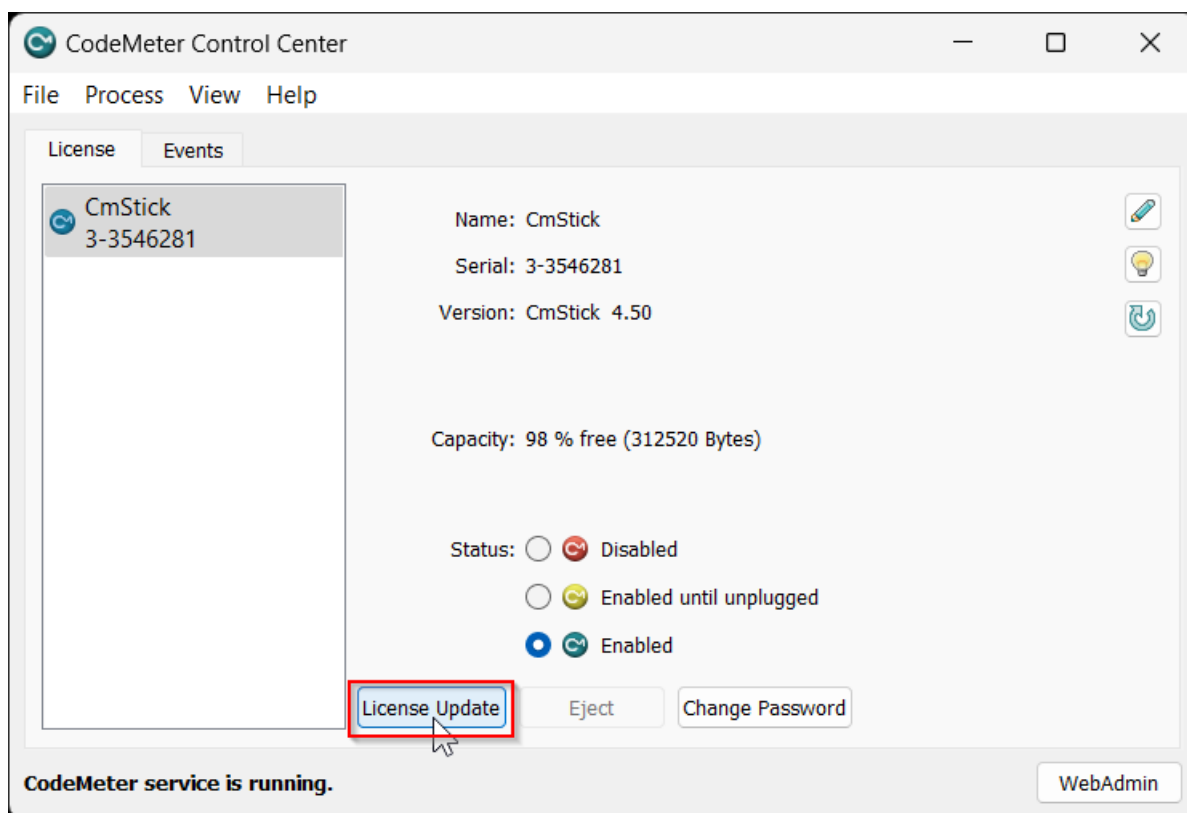 CodeMeter Control Center
File Process View Help
License Events
CmStick
3-3546281
Name: CmStick
Serial: 3-3546281
Version: CmStick 4.50
Capacity: 98 % free (312520 Bytes)
Status: Disabled
Enabled until unplugged
Enabled
License Update Eject Change Password
CodeMeter service is running. WebAdmin